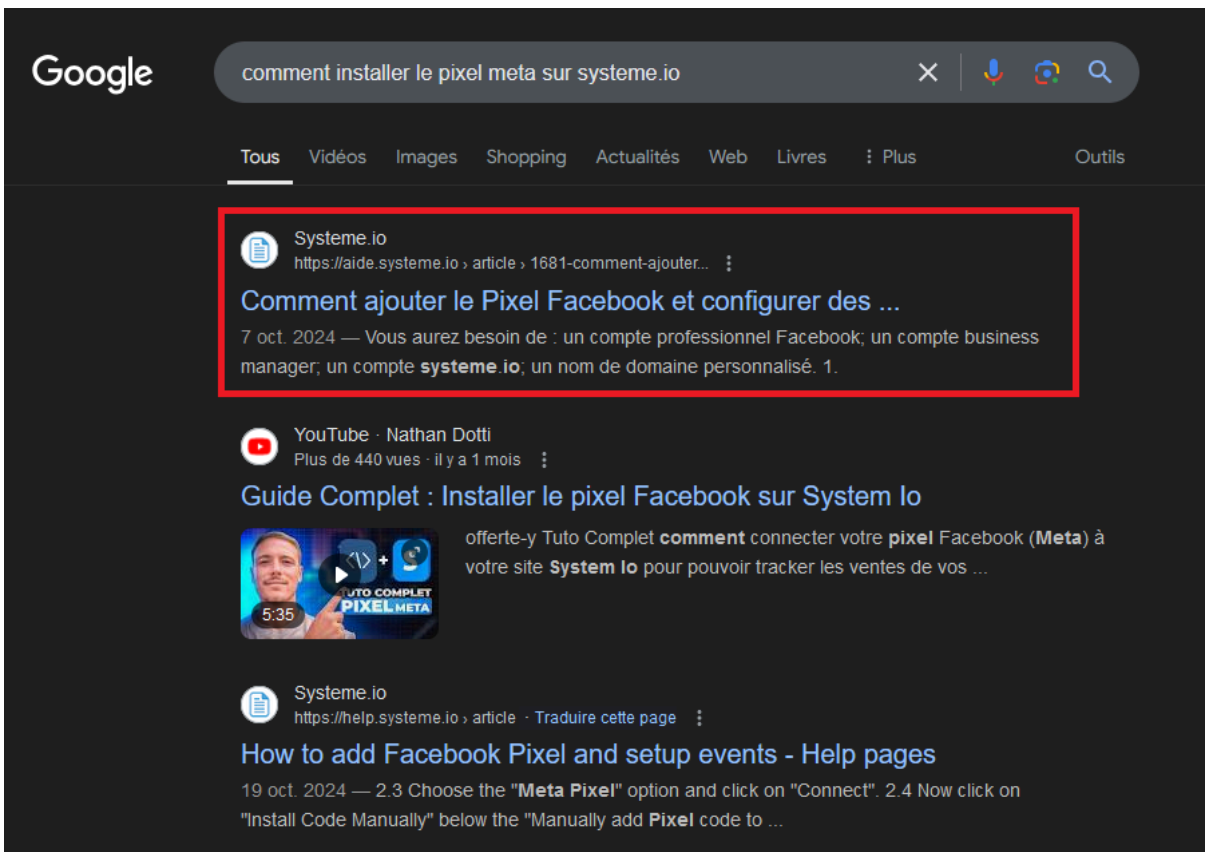 Google
comment installer le pixel meta sur systeme.io
Tous Vidéos Images Shopping Actualités Web Livres Plus Outils
Systeme.io
https://aide.systeme.io › article › 1681-comment-ajouter...
Comment ajouter le Pixel Facebook et configurer des ...
7 oct. 2024 — Vous aurez besoin de : un compte professionnel Facebook; un compte business
manager; un compte systeme.io; un nom de domaine personnalisé. 1.
YouTube · Nathan Dotti
Plus de 440 vues · il y a 1 mois
Guide Complet : Installer le pixel Facebook sur System Io
offerte-y Tuto Complet comment connecter votre pixel Facebook (Meta) à
votre site System Io pour pouvoir tracker les ventes de vos ...
<\> +
TUTO COMPLET
PIXEL META
5:35
Systeme.io
https://help.systeme.io › article · Traduire cette page
How to add Facebook Pixel and setup events - Help pages
19 oct. 2024 — 2.3 Choose the "Meta Pixel" option and click on "Connect". 2.4 Now click on
"Install Code Manually" below the "Manually add Pixel code to ...